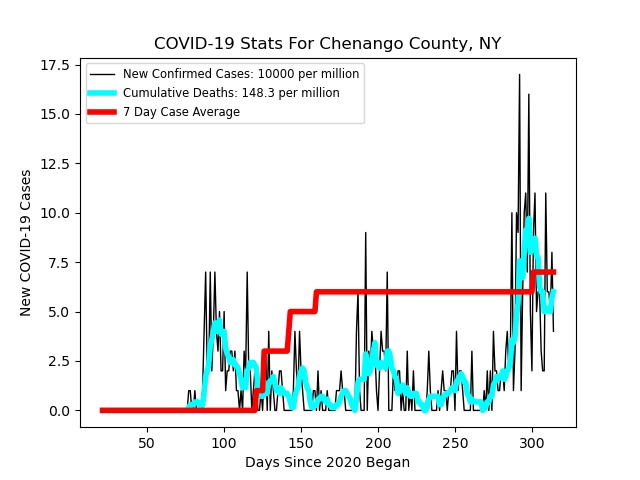 COVID-19 Stats For Chenango County, NY
New Confirmed Cases: 10000 per million
Cumulative Deaths: 148.3 per million
7 Day Case Average
17.5
15.0
12.5
10.0
7.5
5.0
2.5
0.0
New COVID-19 Cases
50 100 150 200 250 300
Days Since 2020 Began